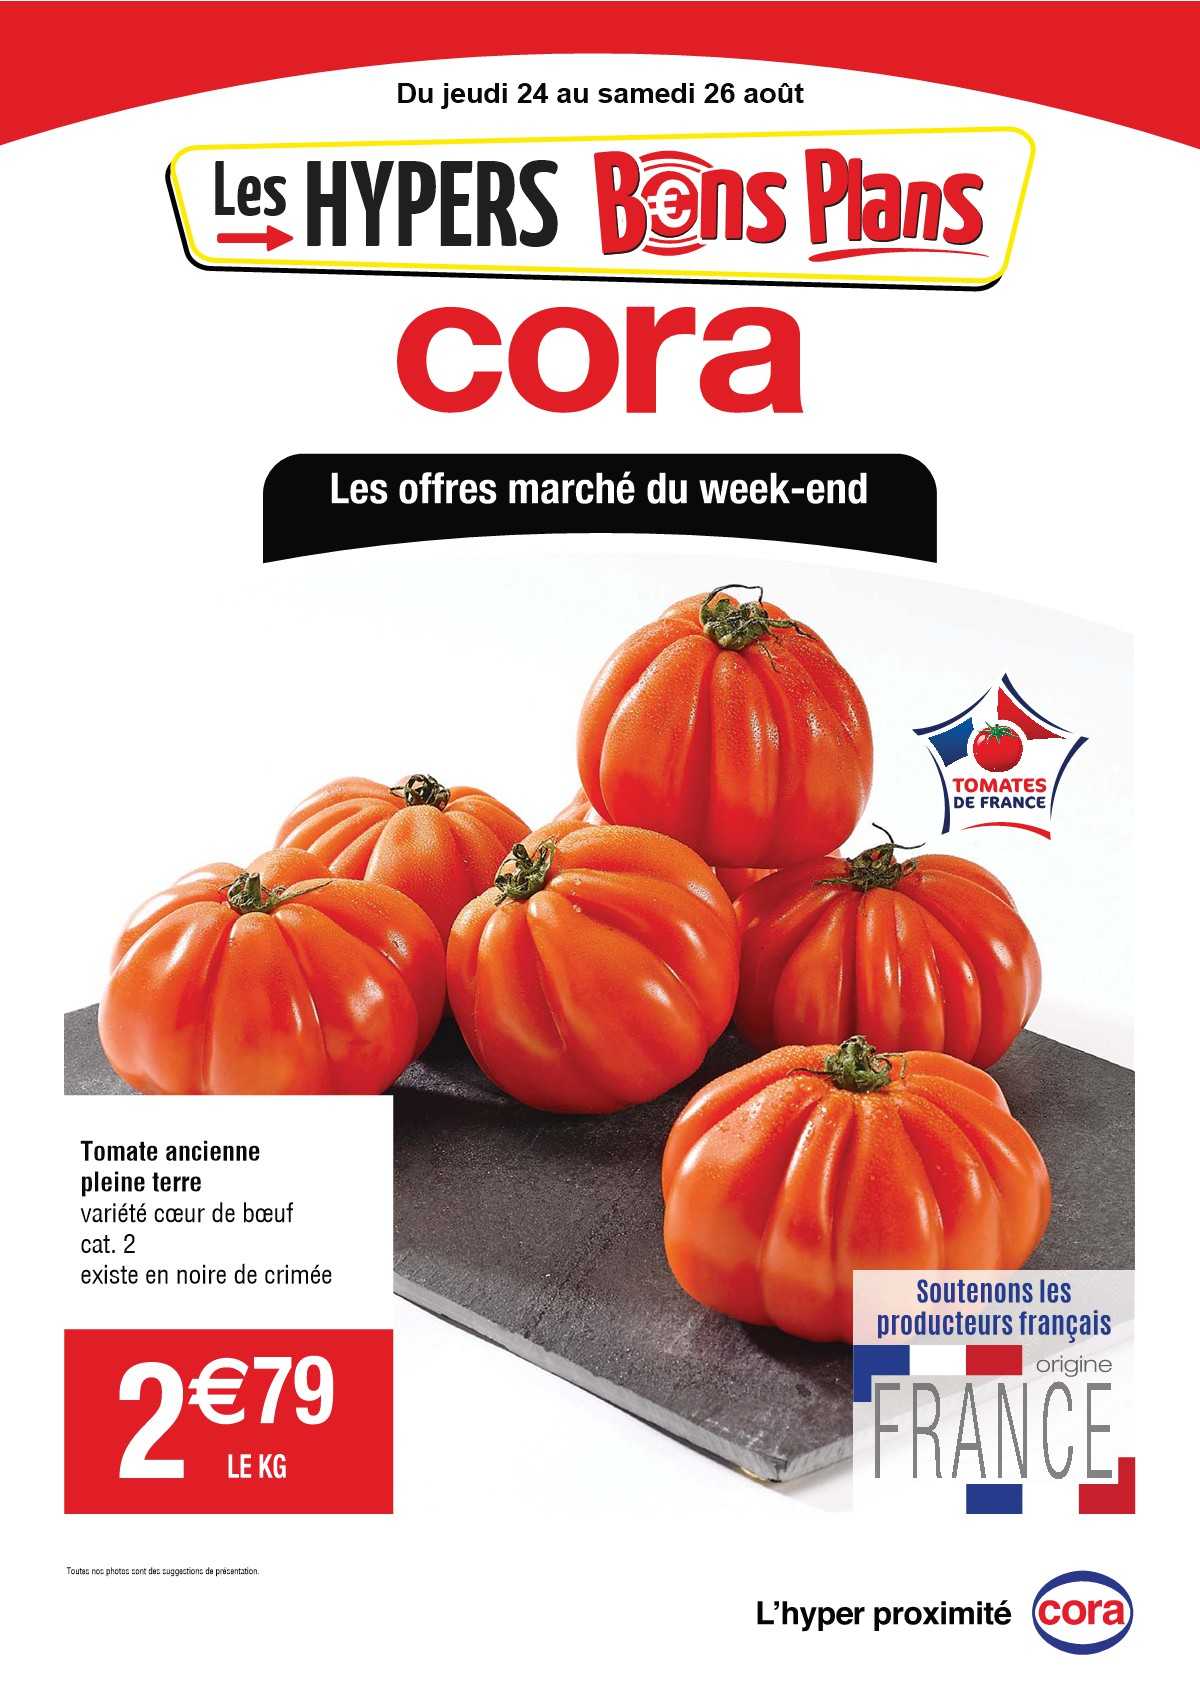 Du jeudi 24 au samedi 26 août
Les HYPERS Bons Plans
cora
Les offres marché du week-end
TOMATES
DE FRANCE
Tomate ancienne
pleine terre
variété cœur de bœuf
cat. 2
existe en noire de crimée
2€79
LE KG
Soutenons les
producteurs français
origine
FRANCE
Toutes nos photos sont des suggestions de présentation.
L'hyper proximité cora